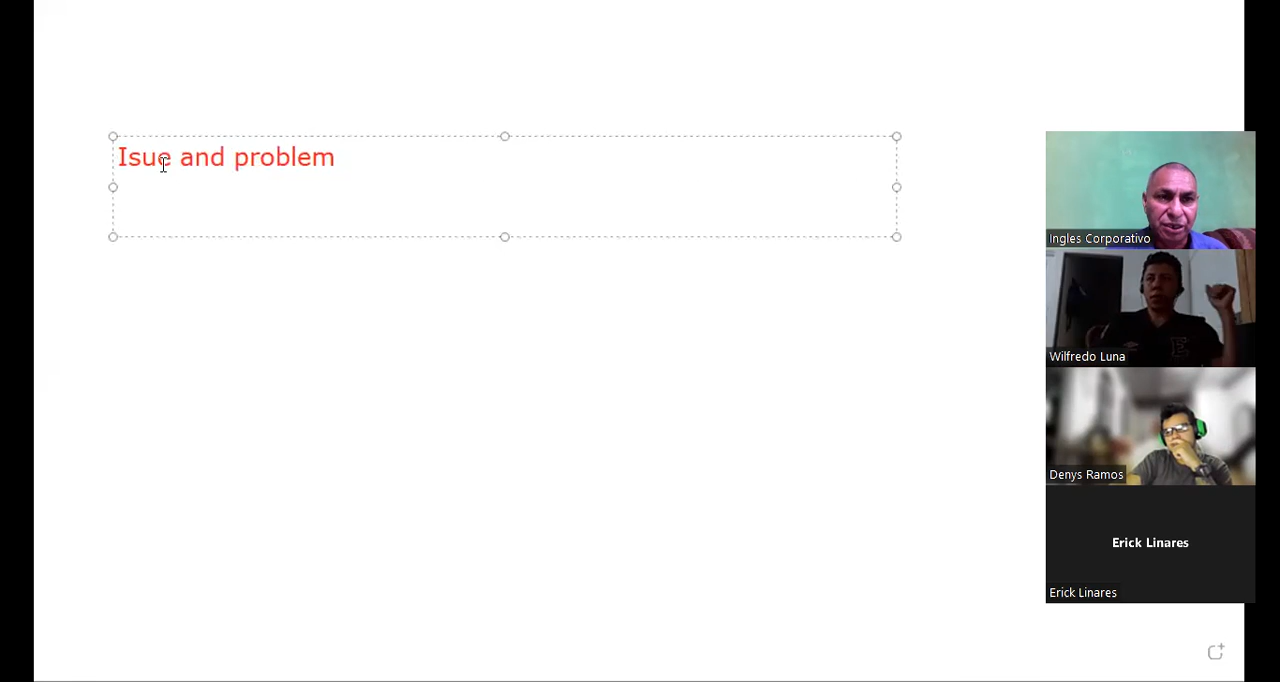 Isue and problem
Ingles Corporativo
Wilfredo Luna
Denys Ramos
Erick Linares
Erick Linares